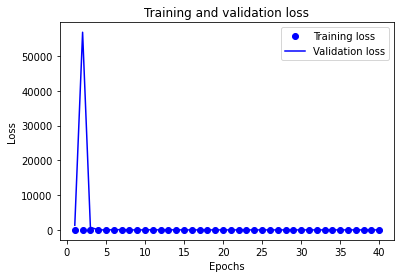 Training and validation loss
Training loss
Validation loss
Loss
50000
40000
30000
20000
10000
0
0 5 10 15 20 25 30 35 40
Epochs